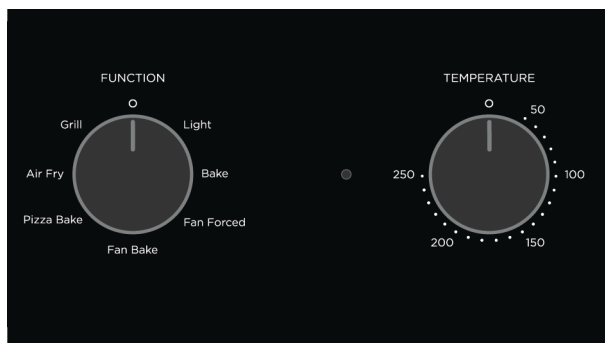 FUNCTION
O
Grill
Light
Air Fry
Bake
Pizza Bake
Fan Forced
Fan Bake
TEMPERATURE
O
50
250
100
200
150